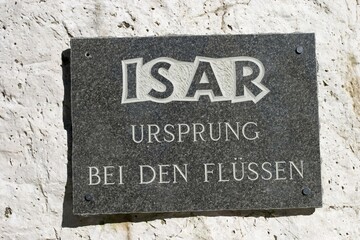 ISAR
URSPRUNG
BEI DEN FLÜSSEN